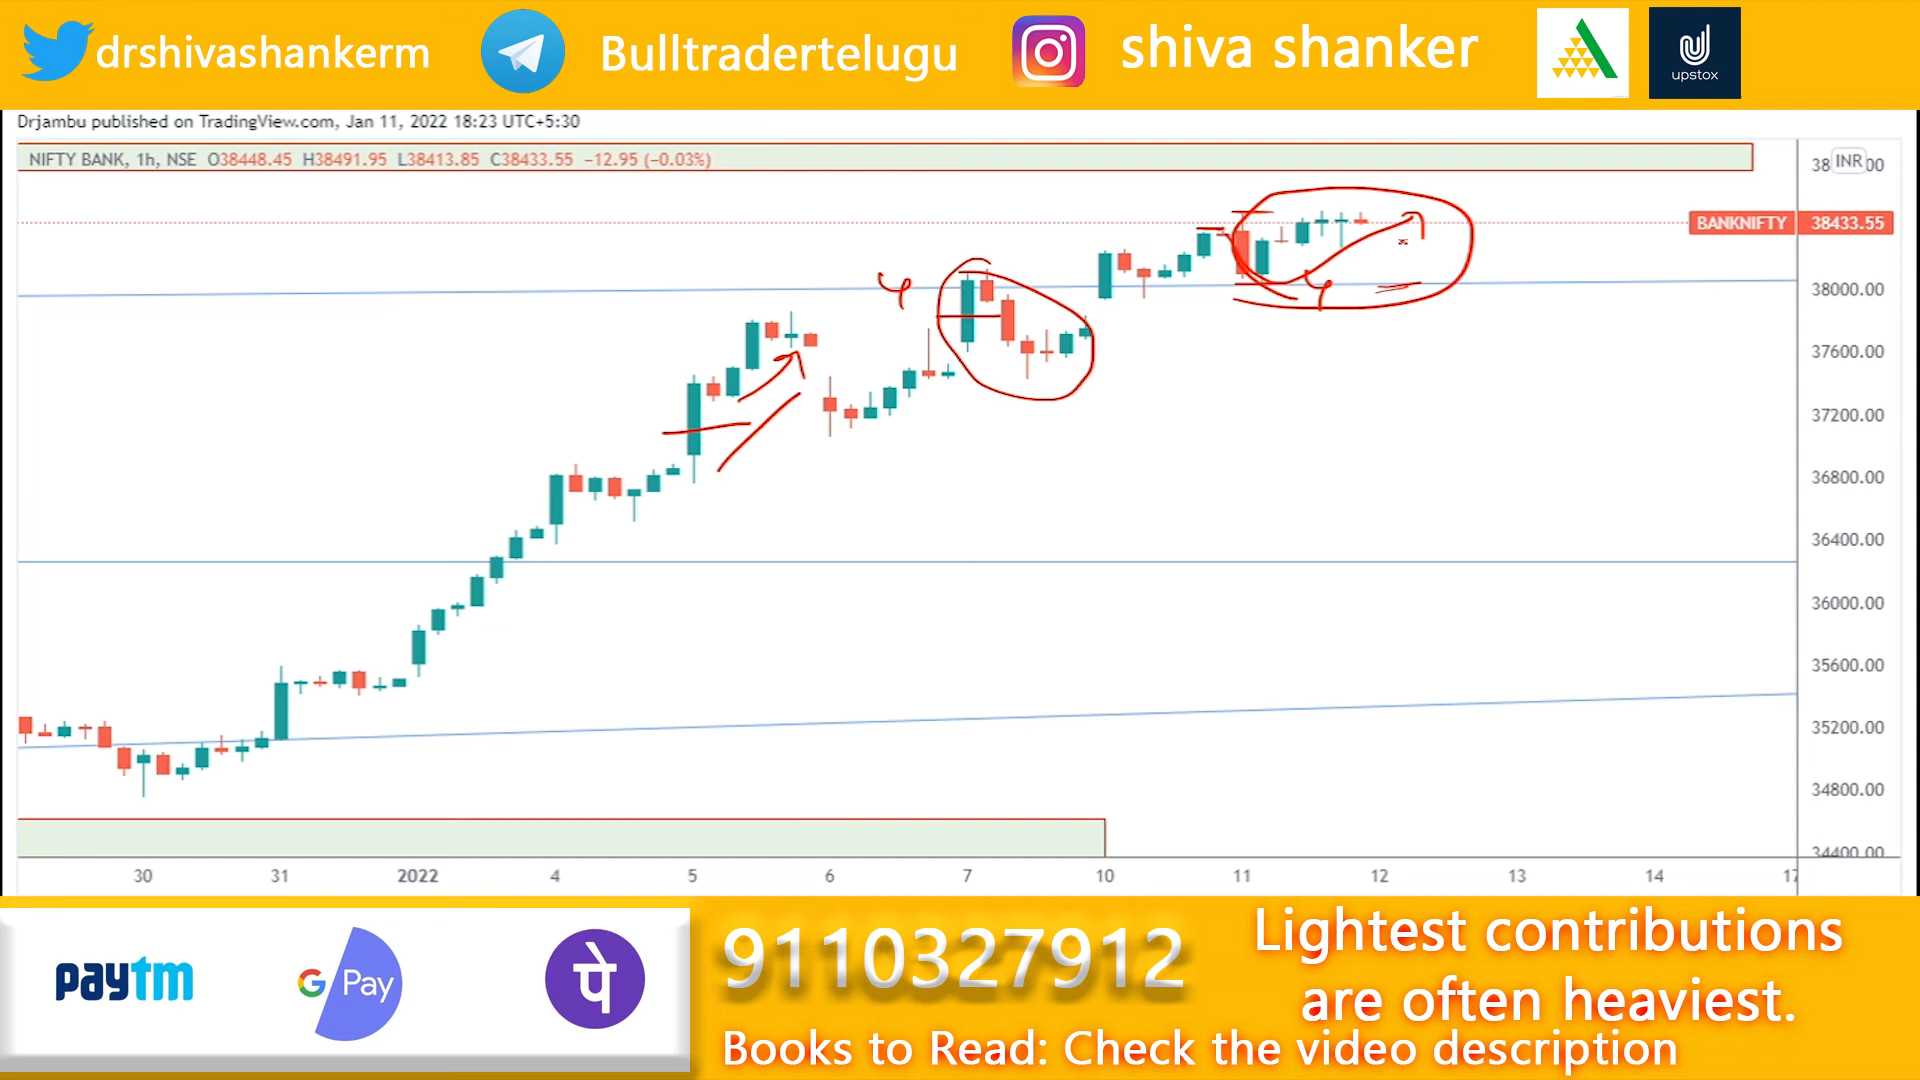 drshivashankerm
Bulltradertelugu
shiva shanker
upstox
Drjambu published on TradingView.com, Jan 11, 2022 18:23 UTC+5:30
NIFTY BANK, 1h, NSE O38448.45 H38491.95 L38413.85 C38433.55 −12.95 (−0.03%)
INR
BANKNIFTY 38433.55
38000.00
37600.00
37200.00
36800.00
36400.00
36000.00
35600.00
35200.00
34800.00
34400.00
30 31 2022 4 5 6 7 10 11 12 13 14 17
paytm
G Pay
पे
9110327912
Lightest contributions
are often heaviest.
Books to Read: Check the video description